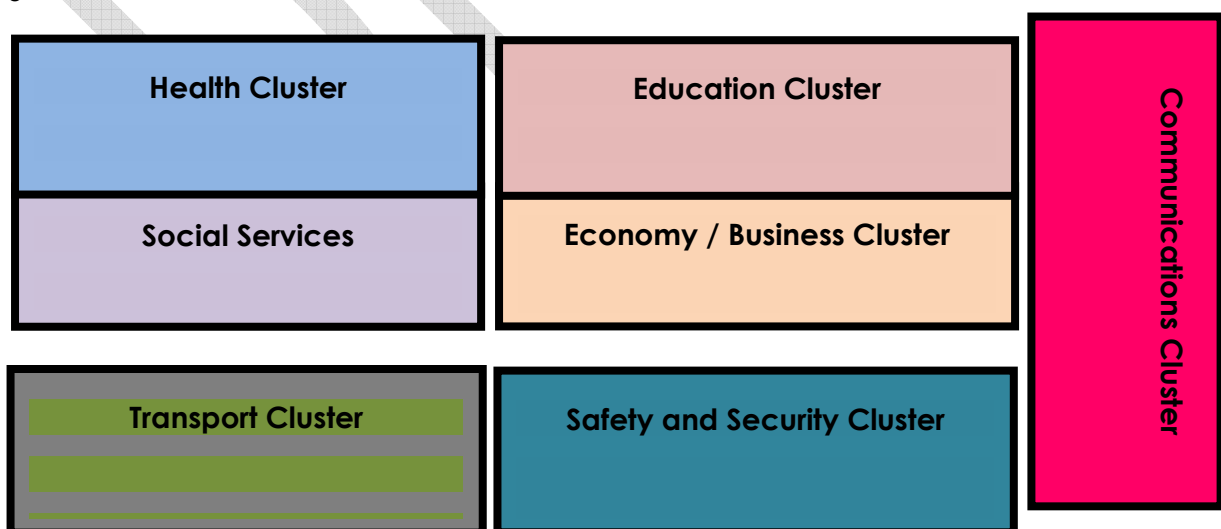 Health Cluster
Education Cluster
Social Services
Economy / Business Cluster
Transport Cluster
Safety and Security Cluster
Communications Cluster